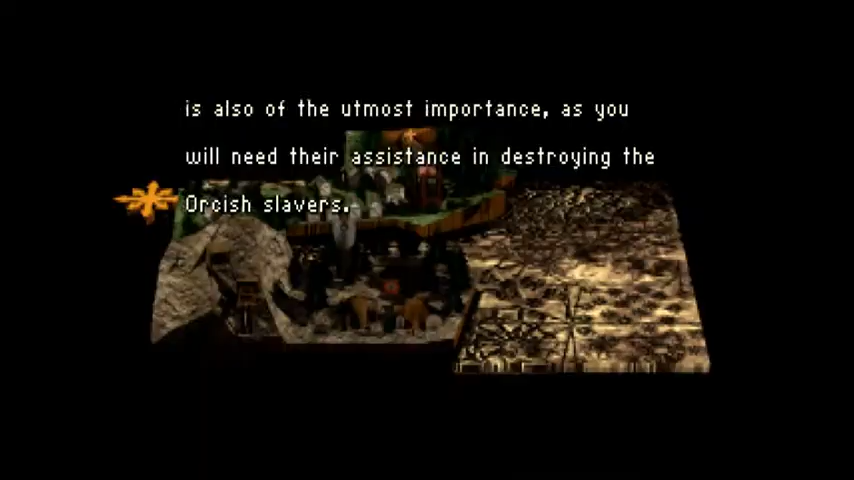 is also of the utmost importance, as you
will need their assistance in destroying the
Orcish slavers.